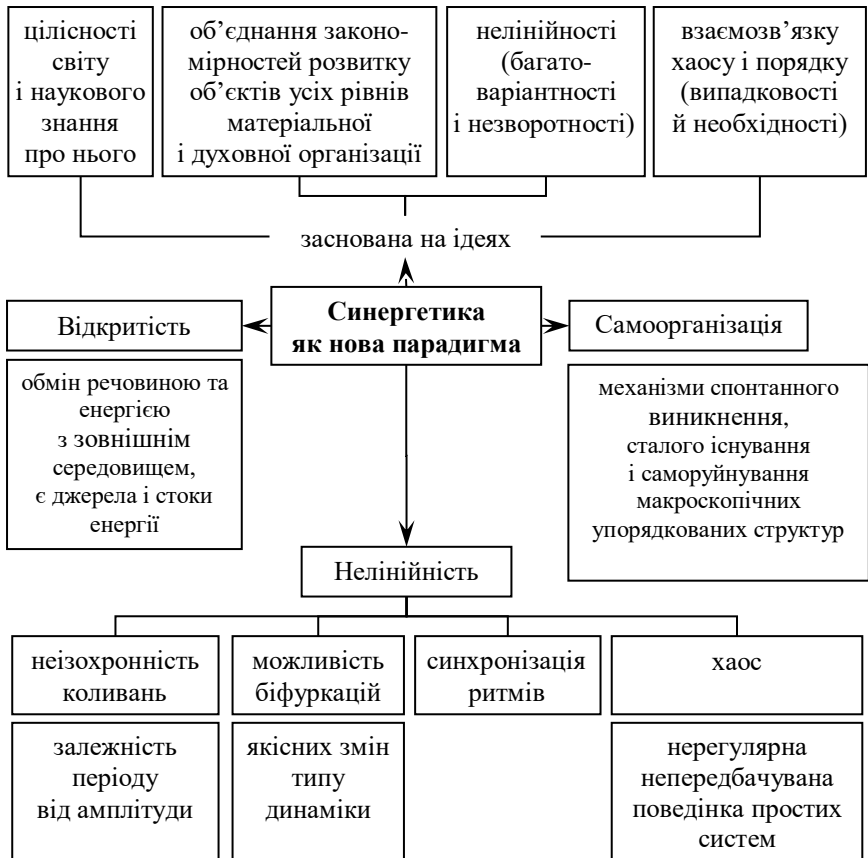 цілісності
світу
і наукового
знання
про нього
об’єднання законо-
мірностей розвитку
об’єктів усіх рівнів
матеріальної
і духовної організації
нелінійності
(багато-
варіантності
і незворотності)
взаємозв’язку
хаосу і порядку
(випадковості
й необхідності)
заснована на ідеях
Синергетика
як нова парадигма
Відкритість
обмін речовиною та
енергією
з зовнішнім
середовищем,
є джерела і стоки
енергії
Самоорганізація
механізми спонтанного
виникнення,
сталого існування
і саморуйнування
макроскопічних
упорядкованих структур
Нелінійність
неізохронність
коливань
можливість
біфуркацій
синхронізація
ритмів
хаос
залежність
періоду
від амплітуди
якісних змін
типу
динаміки
нерегулярна
непередбачувана
поведінка простих
систем